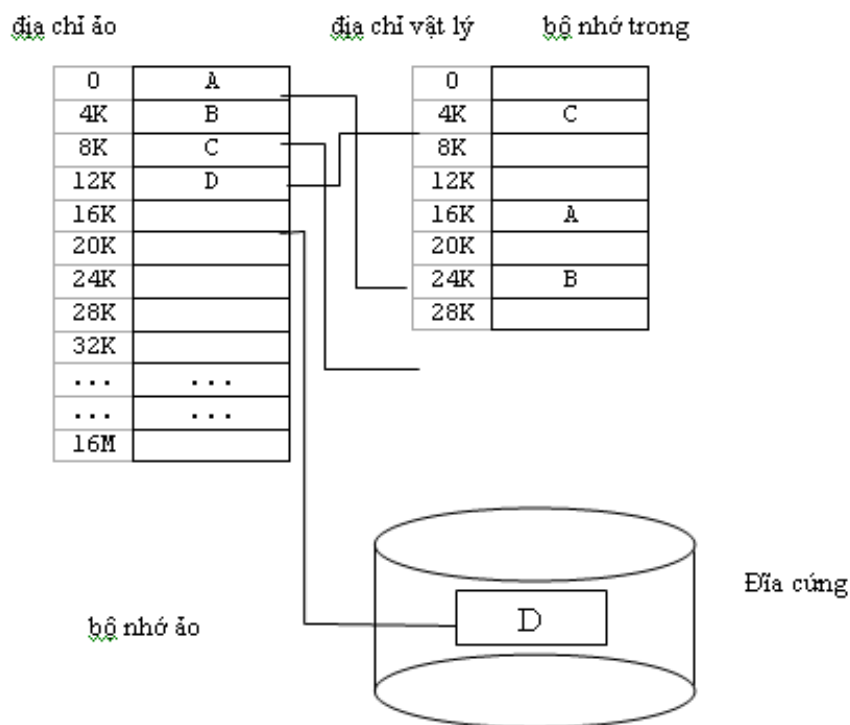 địa chỉ ảo địa chỉ vật lý bộ nhớ trong
0 A 0
4K B 4K C
8K C 8K
12K D 12K
16K 16K A
20K 20K
24K 24K B
28K 28K
32K
... ...
... ...
16M
Đĩa cứng
bộ nhớ ảo D